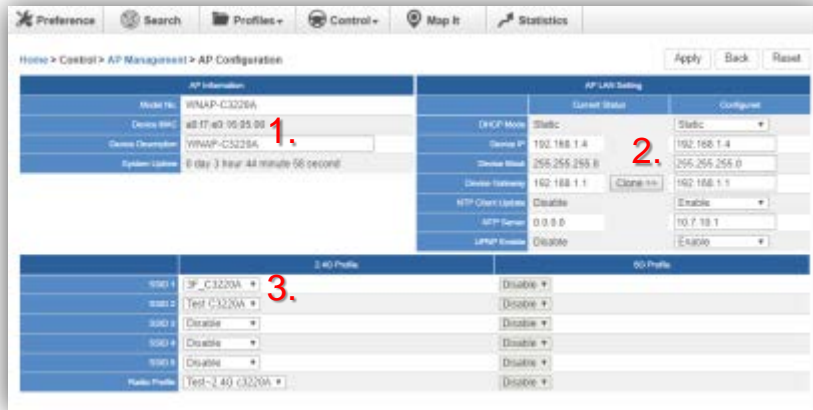 Preference Search Profiles Control Map It Statistics
Home > Control > AP Management > AP Configuration Apply Back Reset
AP Information AP LAN Setting
Current Status Configured
Model No. WNAP-C3220A
Device MAC 1. DHCP Mode Static Static
Device Description WNAP-C3220A Device IP 192.168.1.4 2. 192.168.1.4
System Uptime 0 day 3 hour 44 minute 58 second Device Mask 255.255.255.0 255.255.255.0
Device Gateway 192.168.1.1 Clone >> 192.168.1.1
NTP Client Update Disable Enable
NTP Server 0.0.0.0 10.7.10.1
UPNP Enable Disable Enable
2.4G Profile 5G Profile
SSID 1 3F_C3220A 3. Disable
SSID 2 Test C3220A Disable
SSID 3 Disable Disable
SSID 4 Disable Disable
SSID 5 Disable Disable
Radio Profile Test~2.4G c3220A Disable